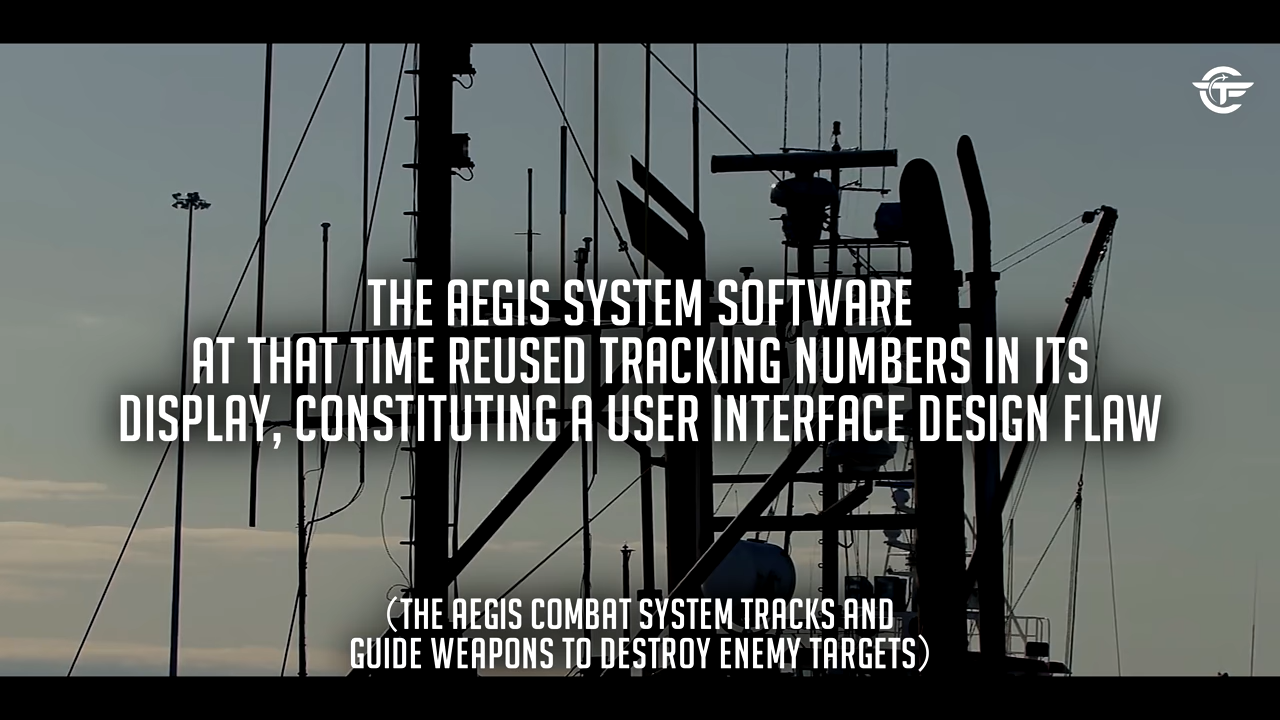 THE AEGIS SYSTEM SOFTWARE
AT THAT TIME REUSED TRACKING NUMBERS IN ITS
DISPLAY, CONSTITUTING A USER INTERFACE DESIGN FLAW
(THE AEGIS COMBAT SYSTEM TRACKS AND
GUIDE WEAPONS TO DESTROY ENEMY TARGETS)